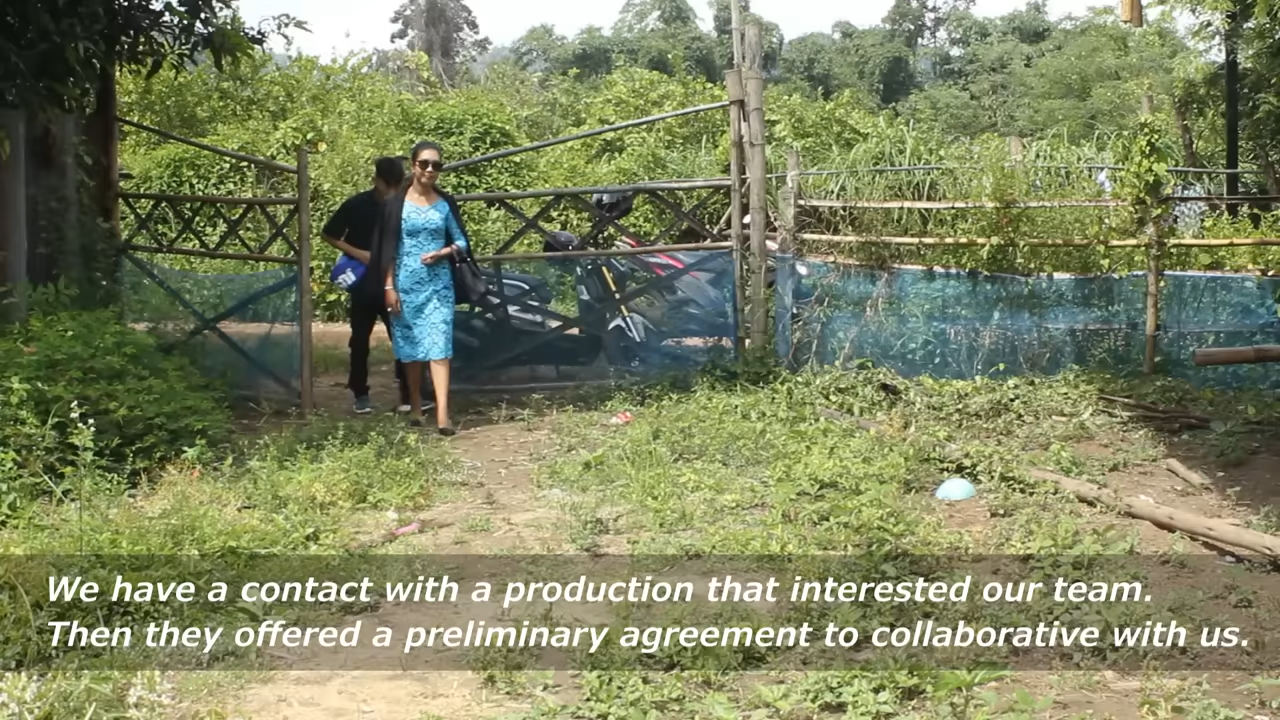 We have a contact with a production that interested our team.
Then they offered a preliminary agreement to collaborative with us.